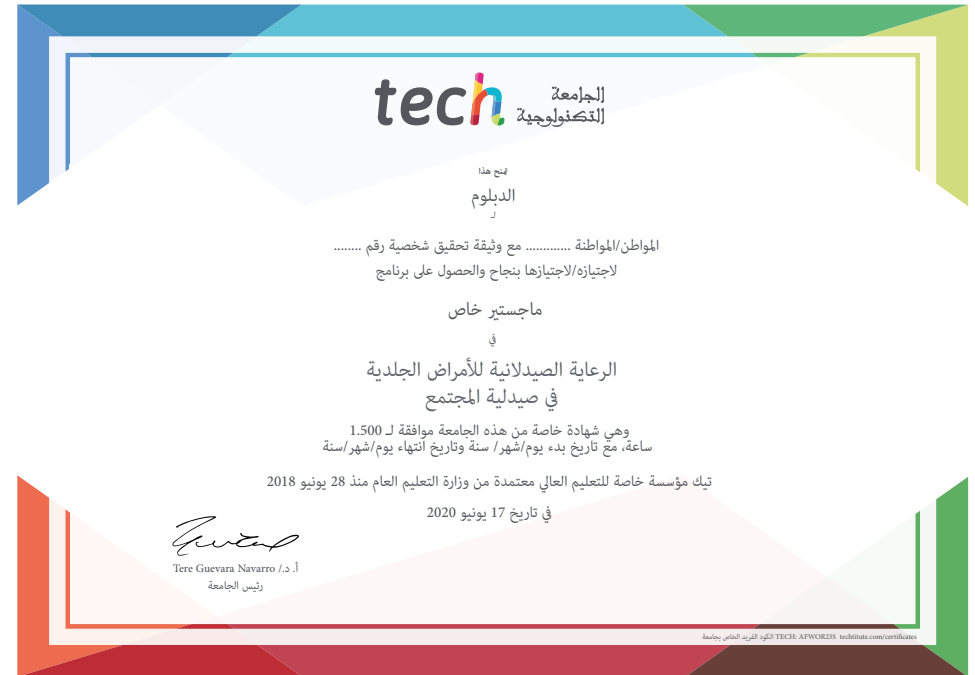 tech الجامعة
التكنولوجية
تمنح هذا
الدبلوم
لـ
المواطن/المواطنة ............. مع وثيقة تحقيق شخصية رقم ........
لاجتيازه/لاجتيازها بنجاح والحصول على برنامج
ماجستير خاص
في
الرعاية الصيدلانية للأمراض الجلدية
في صيدلية المجتمع
وهي شهادة خاصة من هذه الجامعة موافقة لـ 1.500
ساعة، مع تاريخ بدء يوم/شهر/ سنة وتاريخ انتهاء يوم/شهر/سنة
تيك مؤسسة خاصة للتعليم العالي معتمدة من وزارة التعليم العام منذ 28 يونيو 2018
في تاريخ 17 يونيو 2020
أ. د./ Tere Guevara Navarro
رئيس الجامعة
الكود الفريد الخاص بجامعة TECH: AFWOR23S techtitute.com/certificates